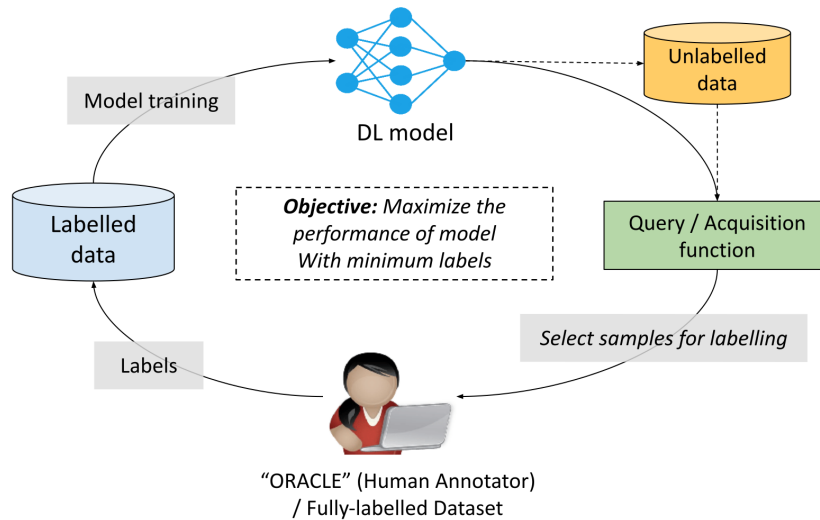 Unlabelled
data
Model training
DL model
Labelled
data
Objective: Maximize the
performance of model
With minimum labels
Query / Acquisition
function
Select samples for labelling
Labels
“ORACLE” (Human Annotator)
/ Fully-labelled Dataset